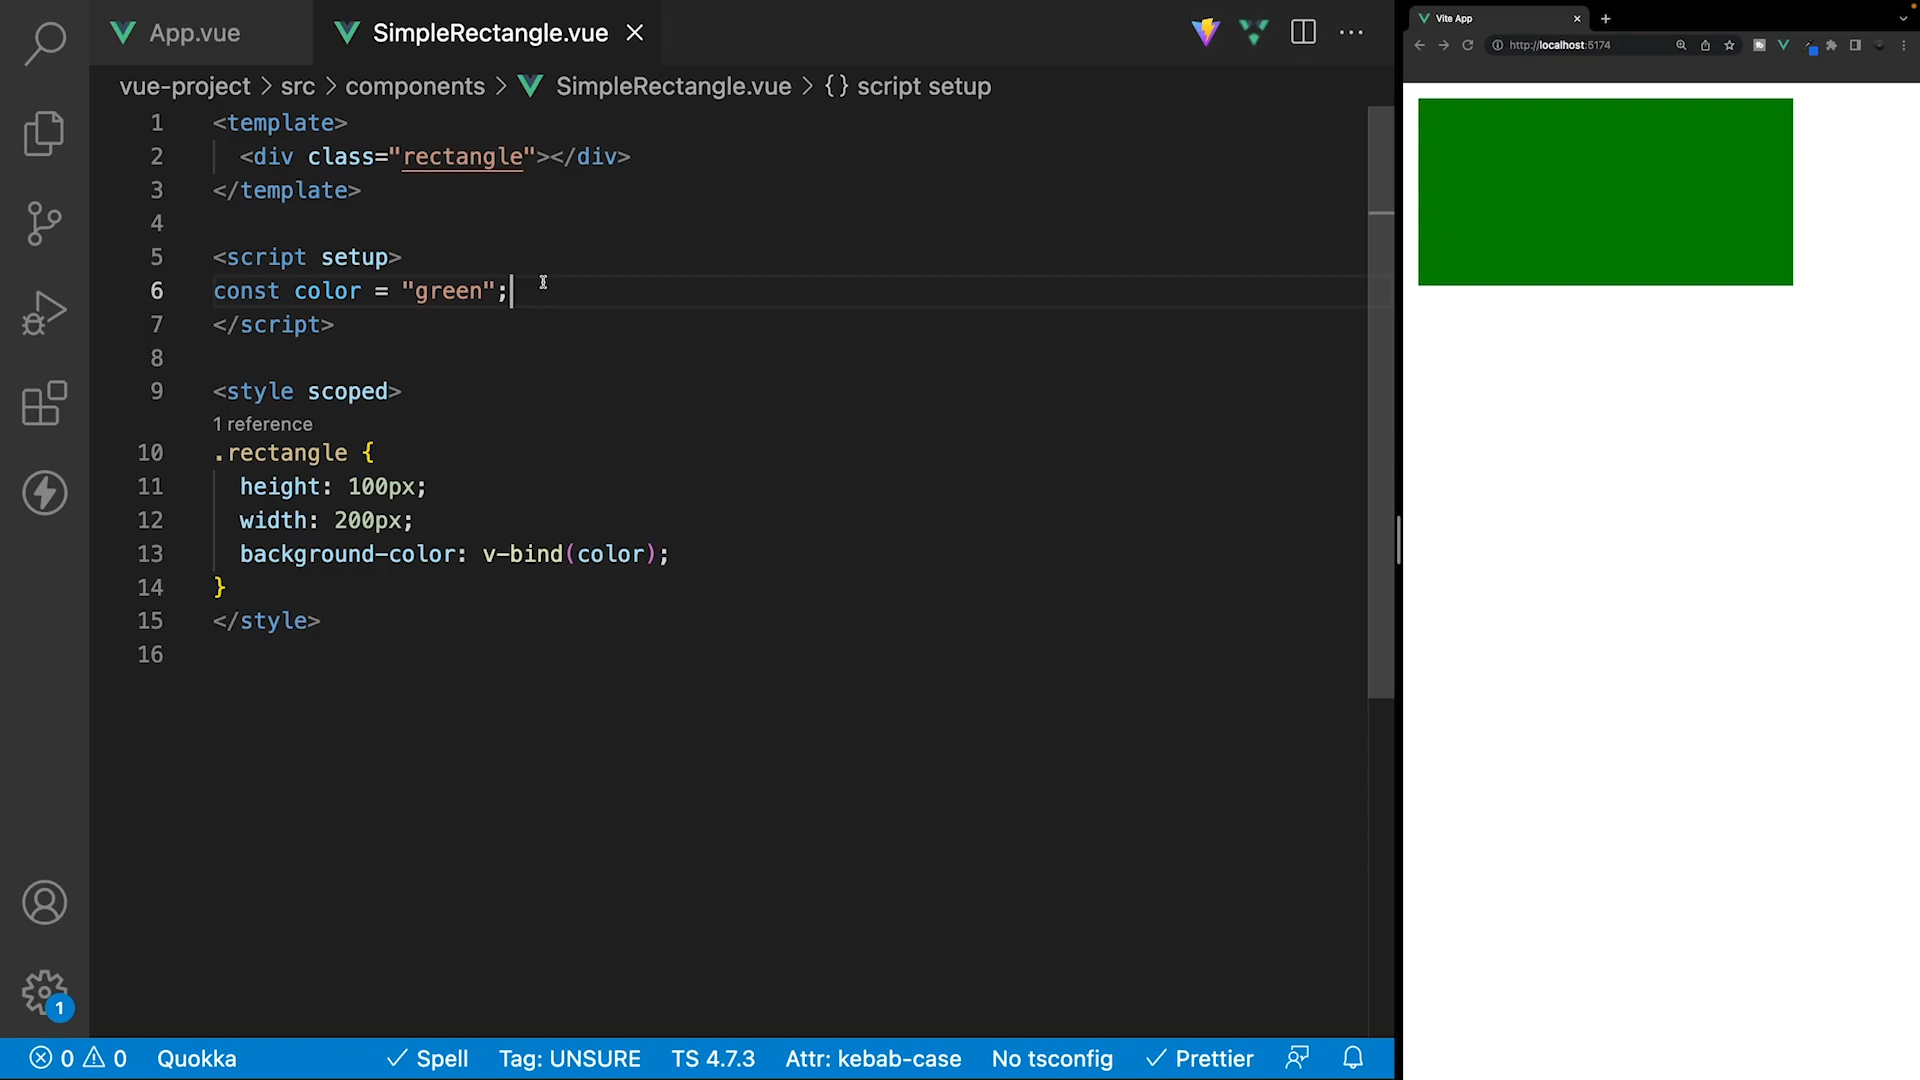 App.vue
SimpleRectangle.vue
vue-project > src > components > SimpleRectangle.vue > {} script setup
1 <template>
2 <div class="rectangle"></div>
3 </template>
4
5 <script setup>
6 const color = "green";
7 </script>
8
9 <style scoped>
1 reference
10 .rectangle {
11 height: 100px;
12 width: 200px;
13 background-color: v-bind(color);
14 }
15 </style>
16
1
0 0 Quokka Spell Tag: UNSURE TS 4.7.3 Attr: kebab-case No tsconfig Prettier
Vite App
http://localhost:5174